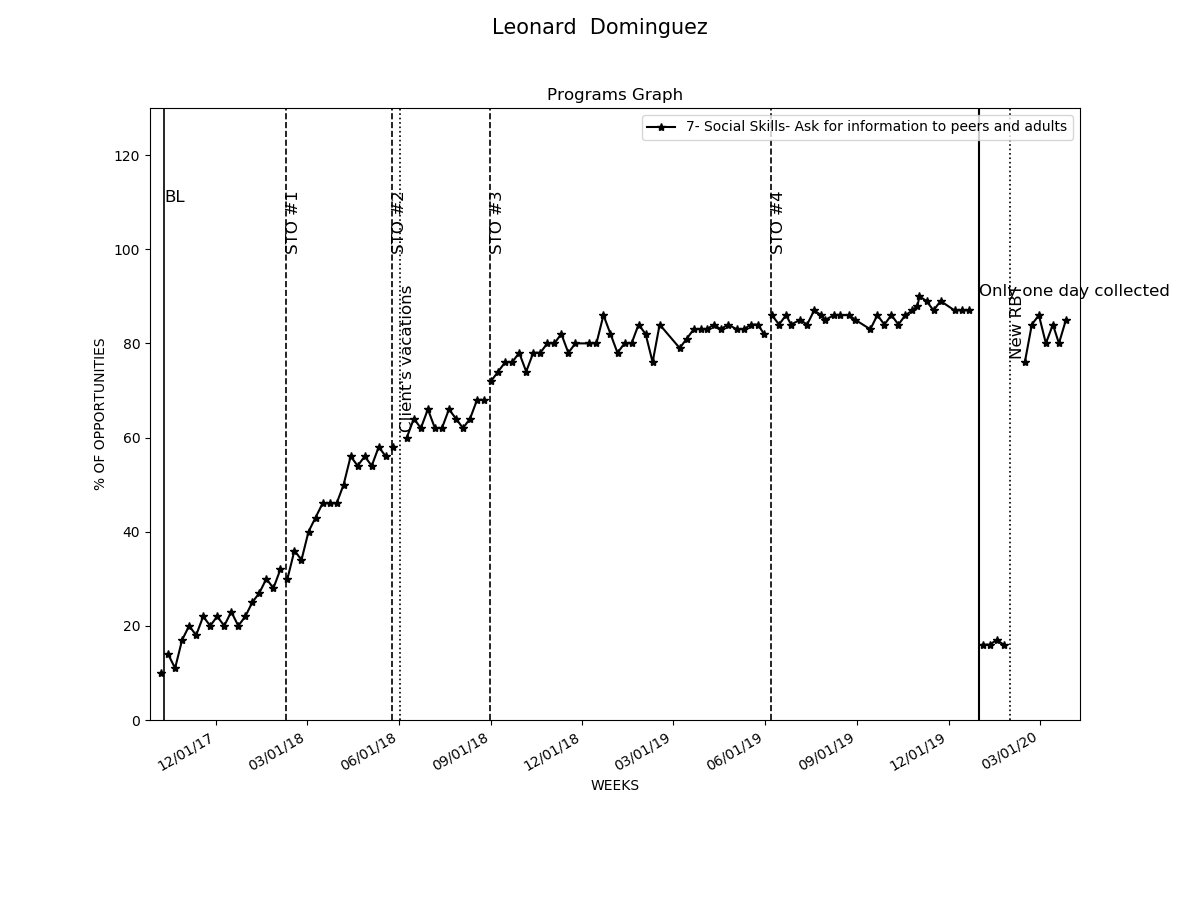 Leonard  Dominguez
Programs Graph
7- Social Skills- Ask for information to peers and adults
BL
STO #1
STO #2
Client's vacations
STO #3
STO #4
Only one day collected
New RBT
% OF OPPORTUNITIES
120
100
80
60
40
20
0
12/01/17
03/01/18
06/01/18
09/01/18
12/01/18
03/01/19
06/01/19
09/01/19
12/01/19
03/01/20
WEEKS